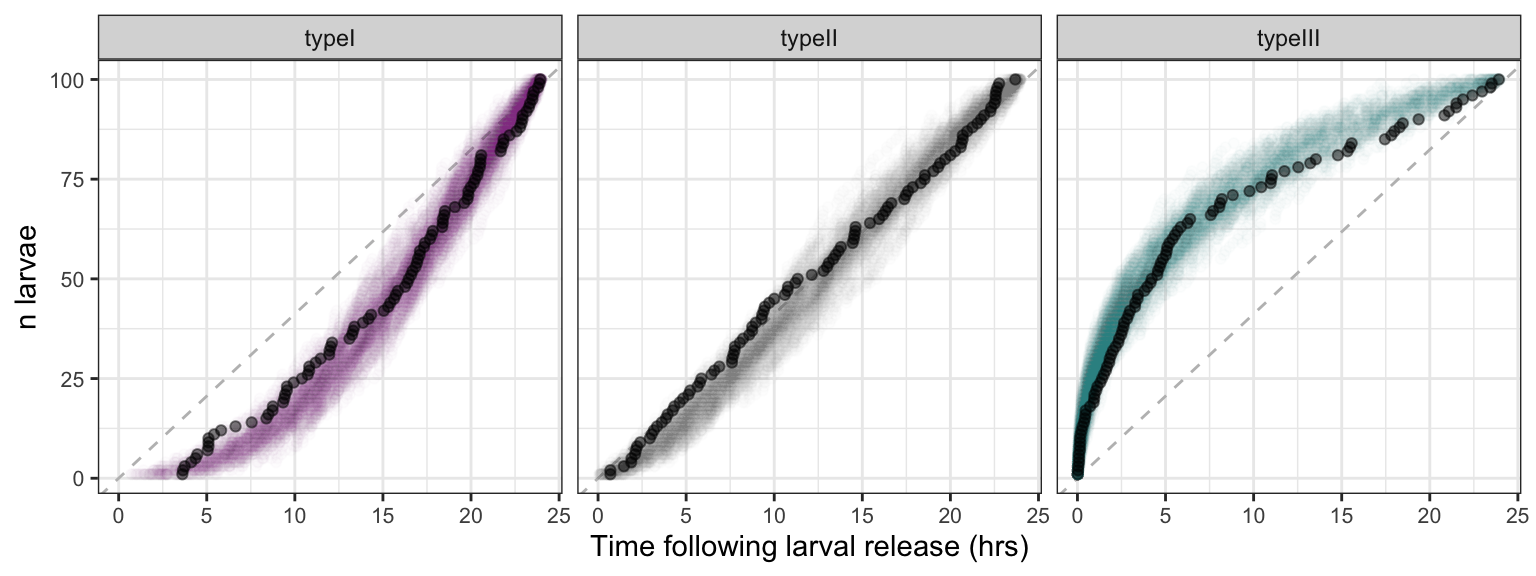 typeI typeII typeIII
n larvae
100
75
50
25
0
0 5 10 15 20 25 0 5 10 15 20 25 0 5 10 15 20 25
Time following larval release (hrs)